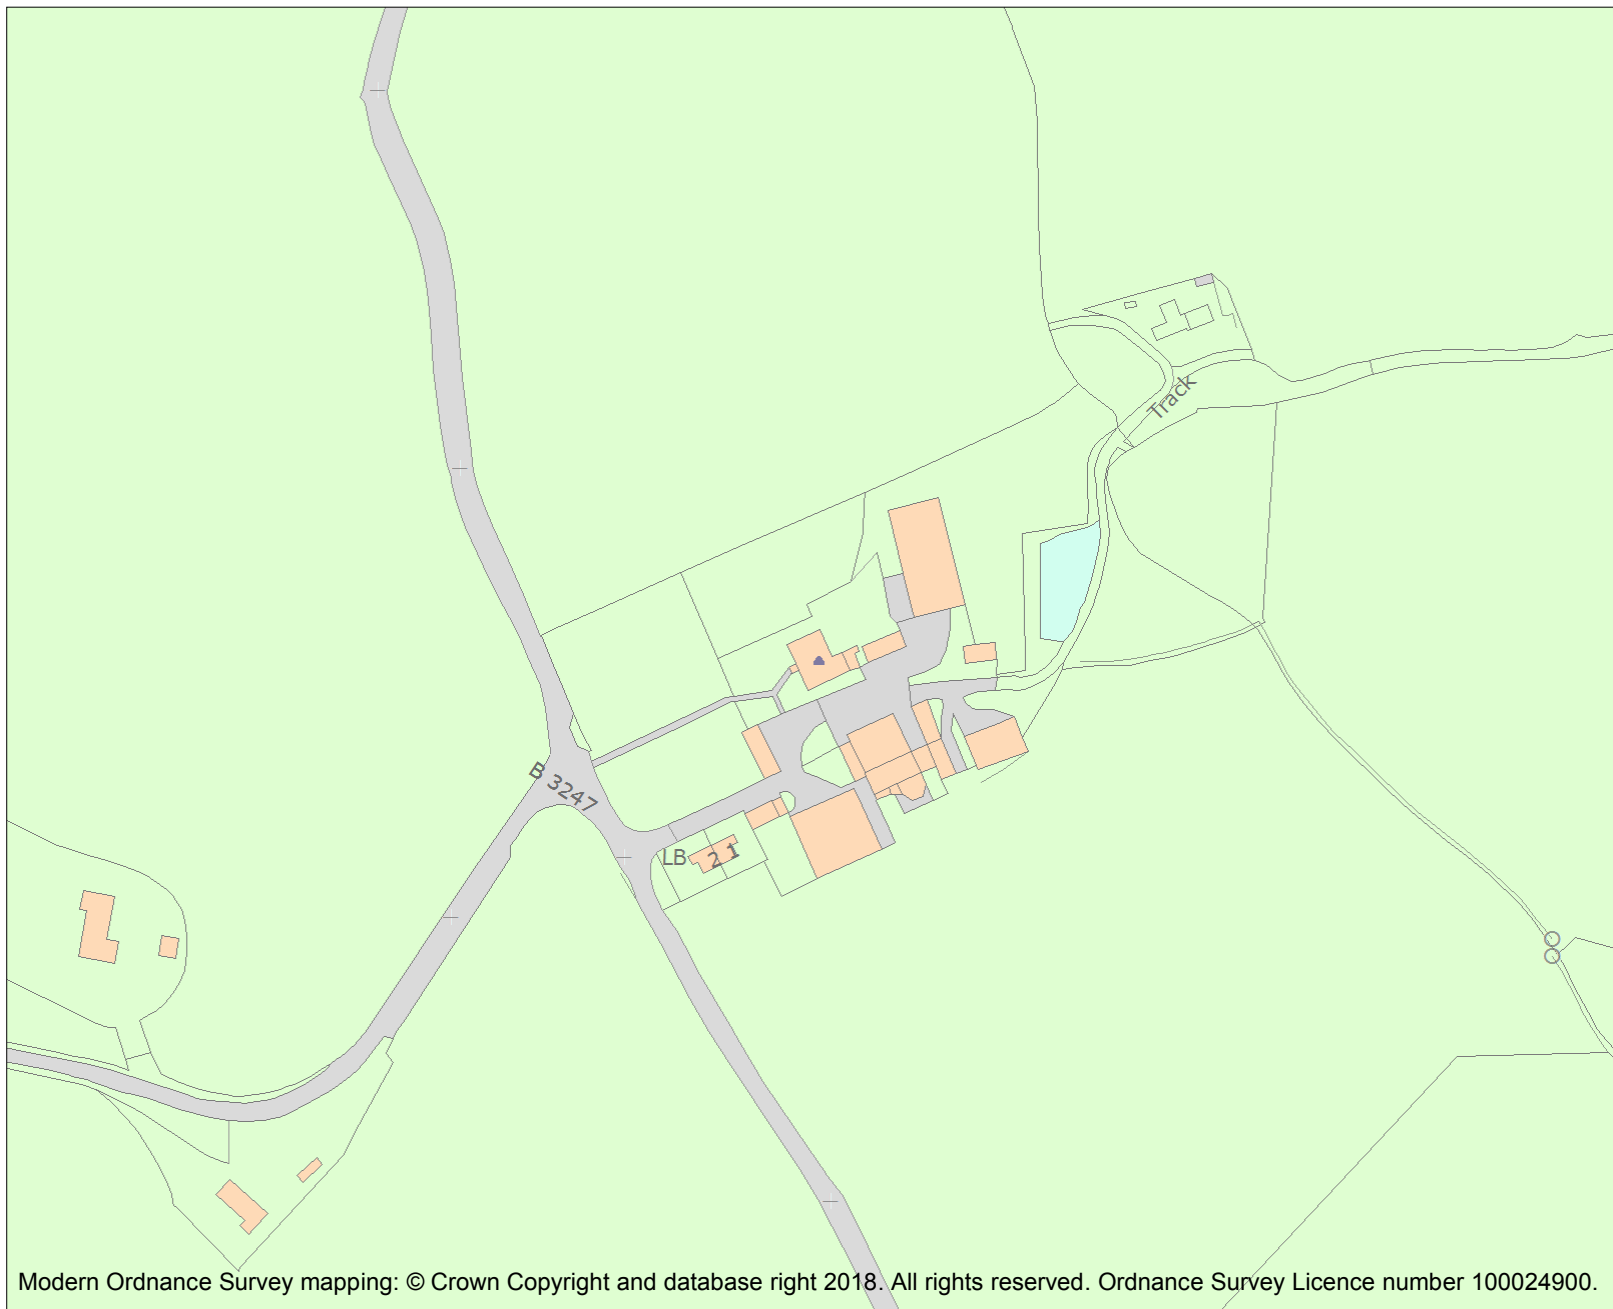 Track
B 3247
LB
2 1
Modern Ordnance Survey mapping: © Crown Copyright and database right 2018. All rights reserved. Ordnance Survey Licence number 100024900.